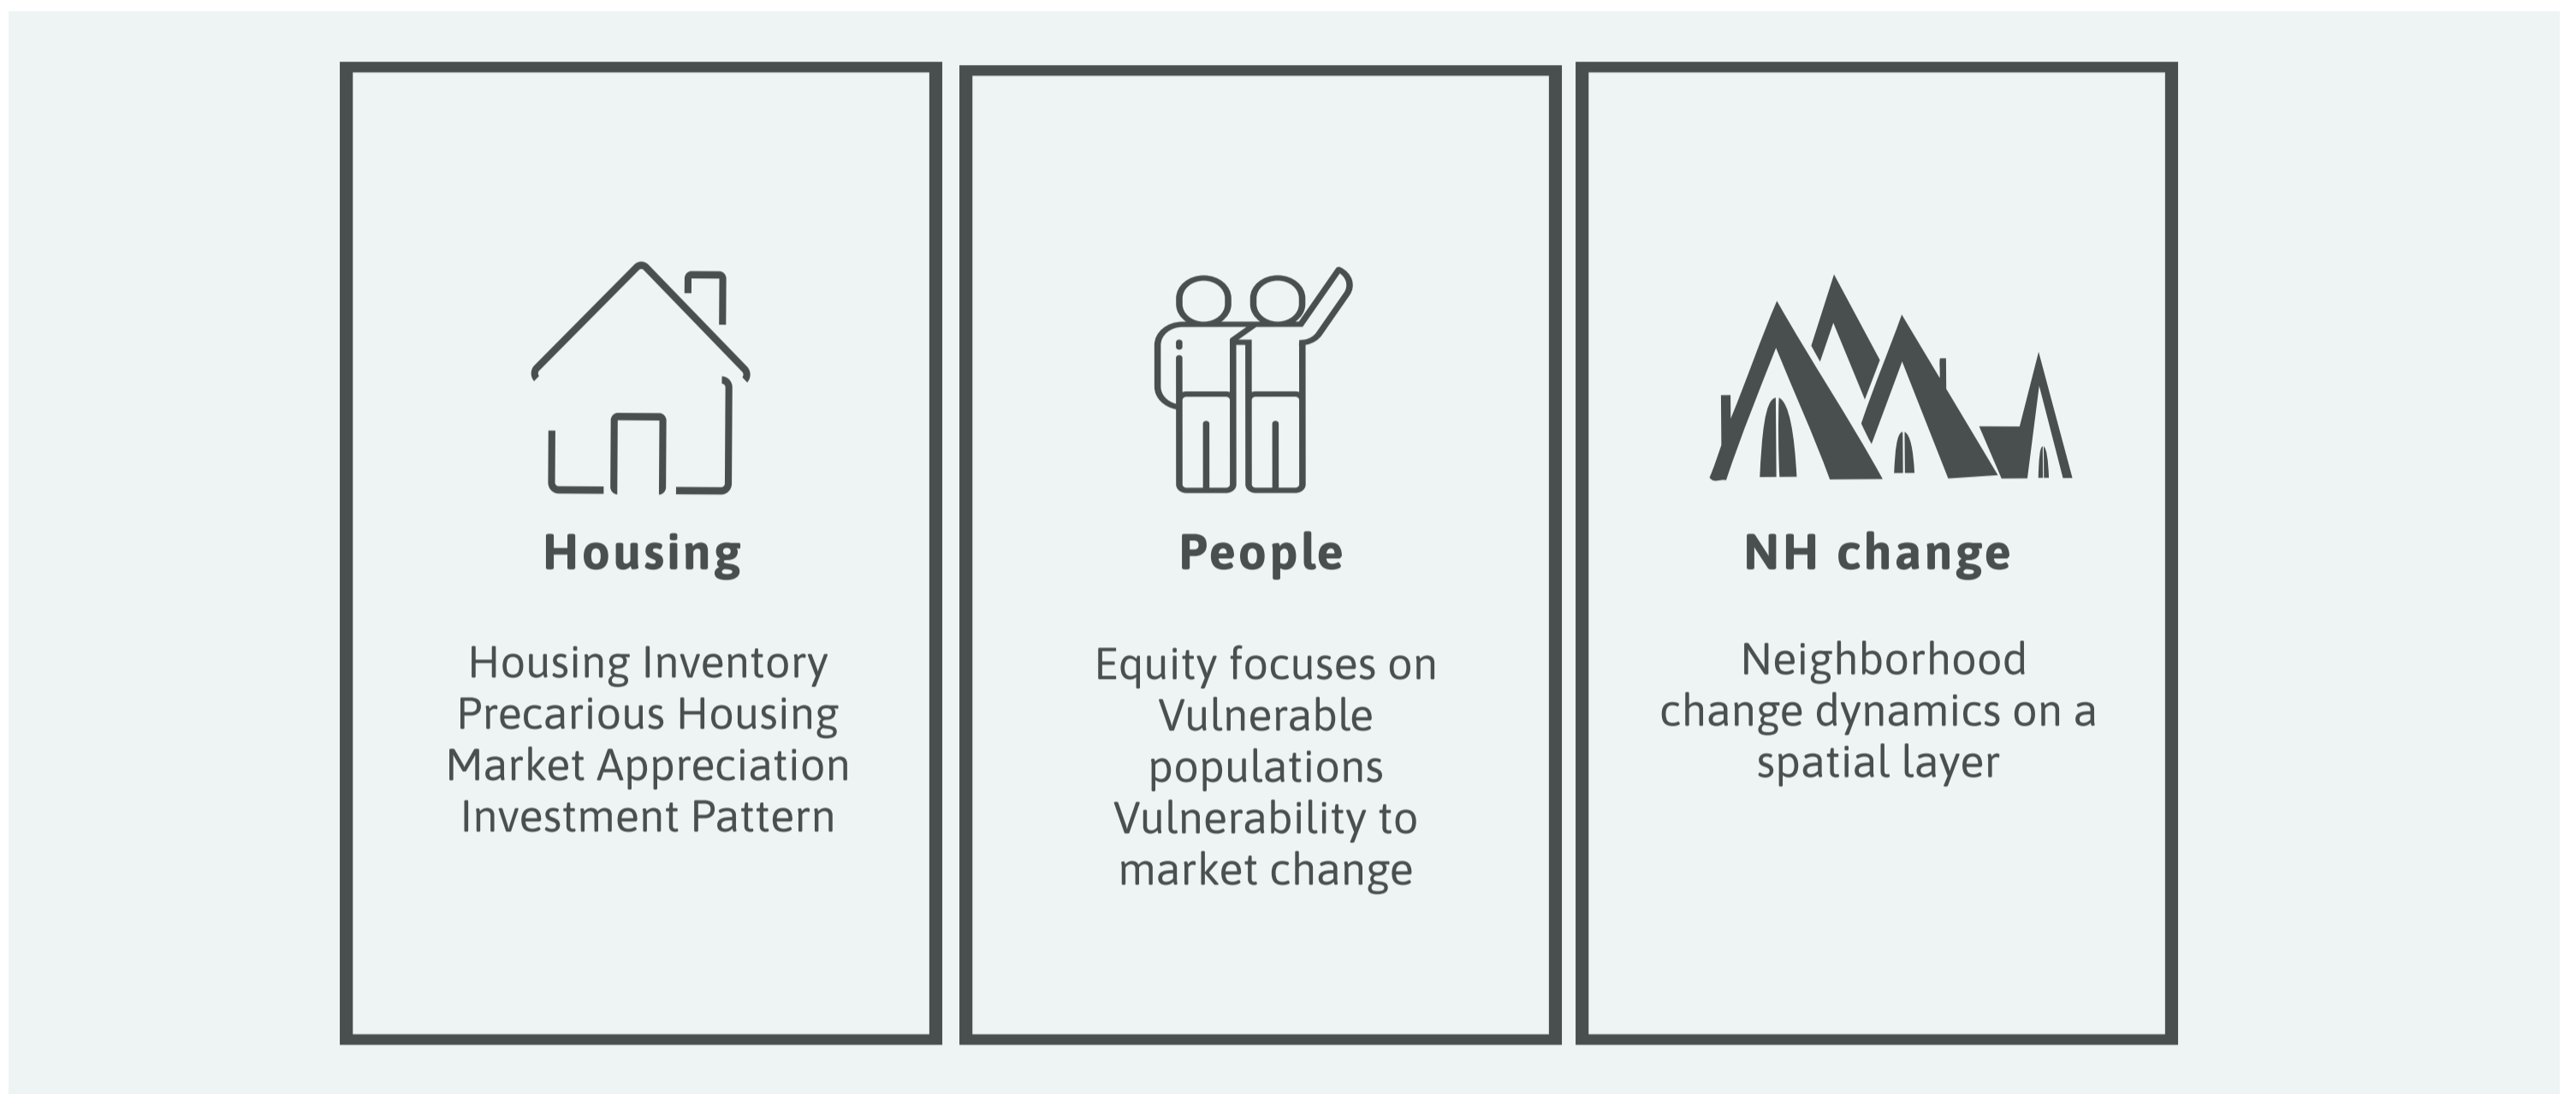 Housing
Housing Inventory
Precarious Housing
Market Appreciation
Investment Pattern
People
Equity focuses on
Vulnerable
populations
Vulnerability to
market change
NH change
Neighborhood
change dynamics on a
spatial layer